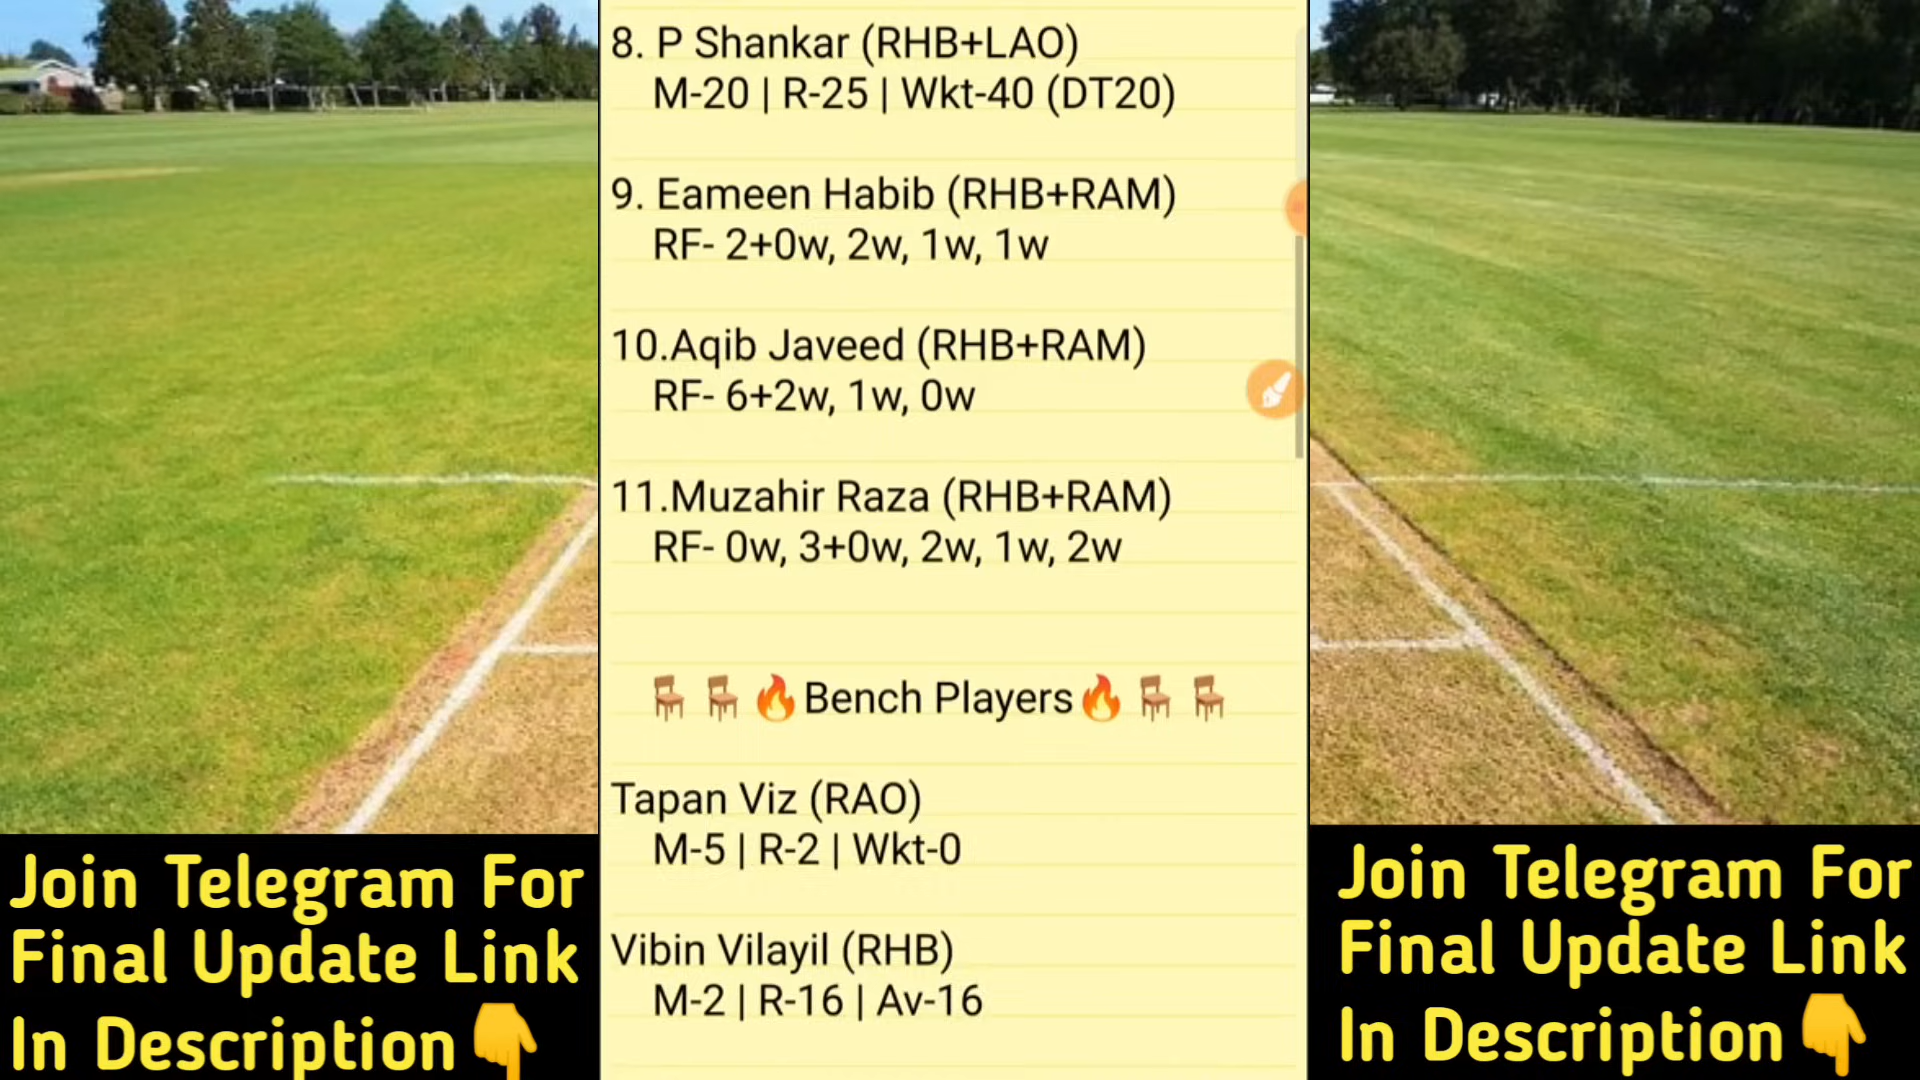 8. P Shankar (RHB+LAO)
M-20 | R-25 | Wkt-40 (DT20)
9. Eameen Habib (RHB+RAM)
RF- 2+0w, 2w, 1w, 1w
10.Aqib Javeed (RHB+RAM)
RF- 6+2w, 1w, 0w
11.Muzahir Raza (RHB+RAM)
RF- 0w, 3+0w, 2w, 1w, 2w
🪑🪑🔥Bench Players🔥🪑🪑
Tapan Viz (RAO)
M-5 | R-2 | Wkt-0
Vibin Vilayil (RHB)
M-2 | R-16 | Av-16
Join Telegram For
Final Update Link
In Description👇
Join Telegram For
Final Update Link
In Description👇